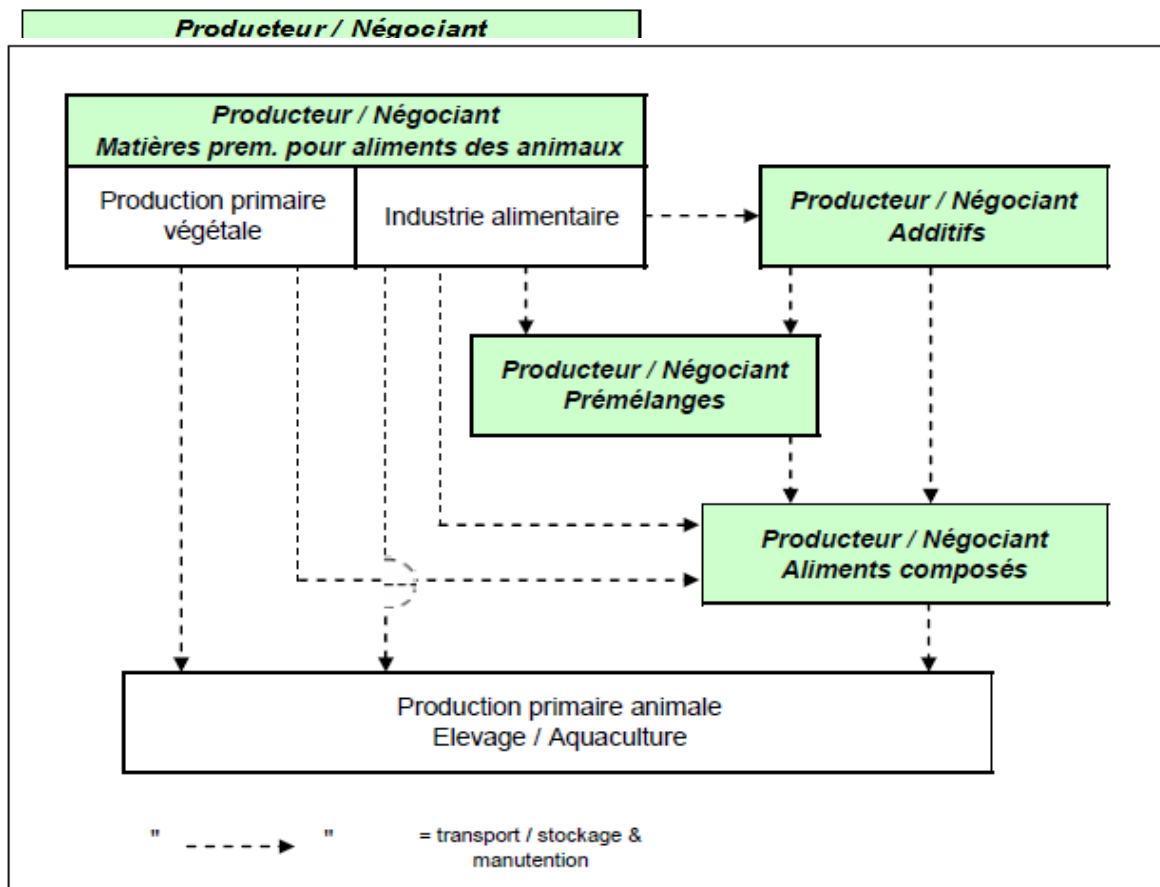 Producteur / Négociant
Producteur / Négociant
Matières prem. pour aliments des animaux
Production primaire
végétale
Industrie alimentaire
Producteur / Négociant
Additifs
Producteur / Négociant
Prémélanges
Producteur / Négociant
Aliments composés
Production primaire animale
Elevage / Aquaculture
" " = transport / stockage &
manutention